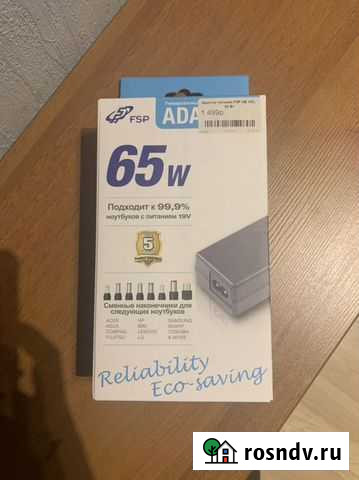 FSP
ADA
1 499р.
65W
Подходит к 99,9%
ноутбуков с питанием 19V
5
Сменные наконечники для
следующих ноутбуков
ACER HP SAMSUNG
ASUS IBM SHARP
COMPAQ LENOVO TOSHIBA
FUJITSU LG
Reliability
Eco-saving
rosndv.ru